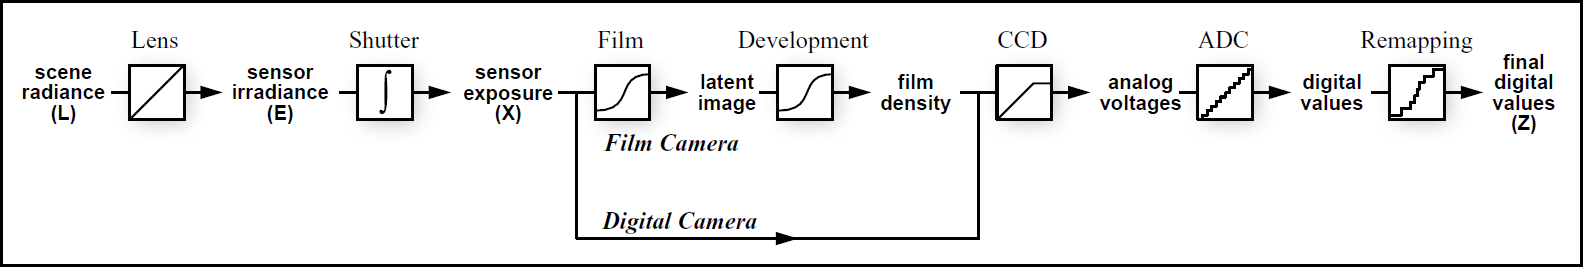 Lens
Shutter
Film
Development
CCD
ADC
Remapping
scene
radiance
(L)
sensor
irradiance
(E)
∫
sensor
exposure
(X)
latent
image
film
density
analog
voltages
digital
values
final
digital
values
(Z)
Film Camera
Digital Camera